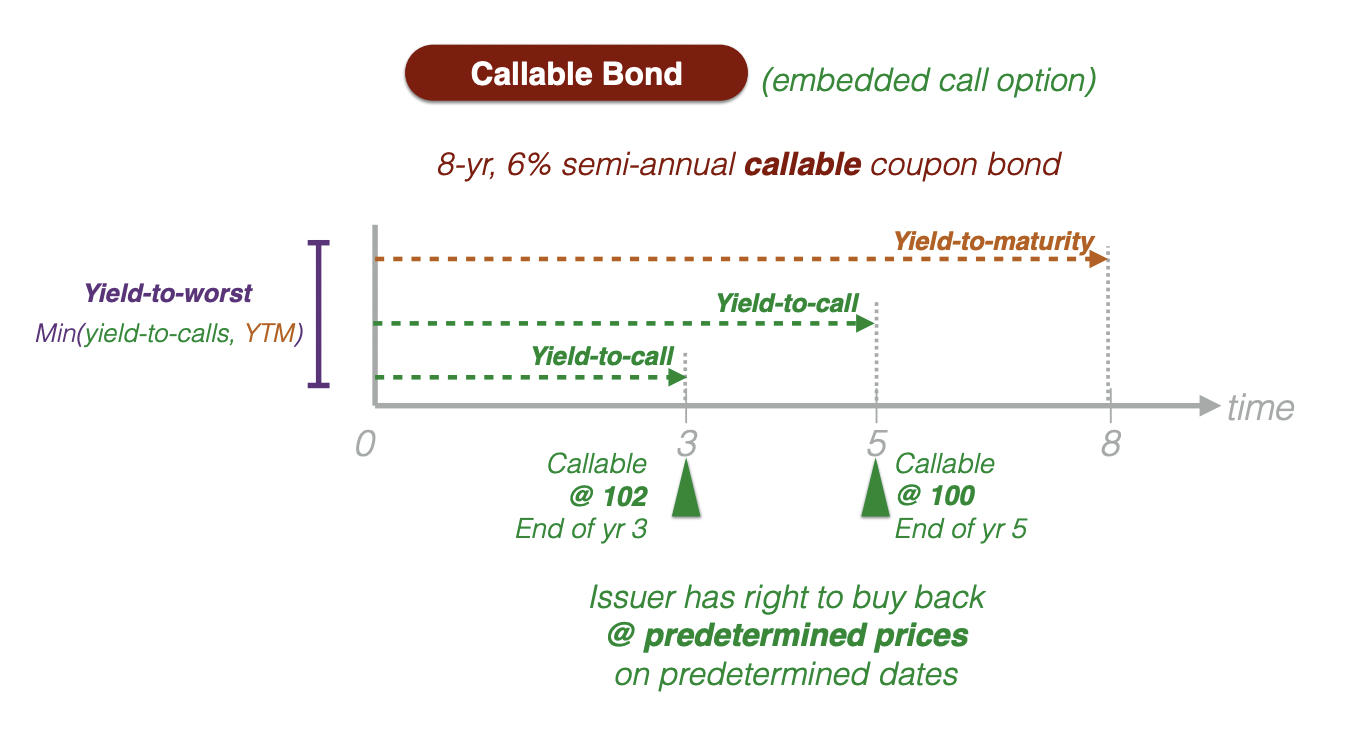 Callable Bond
(embedded call option)
8-yr, 6% semi-annual callable coupon bond
Yield-to-maturity
Yield-to-worst
Min(yield-to-calls, YTM)
Yield-to-call
Yield-to-call
time
0
3
5
8
Callable
@ 102
End of yr 3
Callable
@ 100
End of yr 5
Issuer has right to buy back
@ predetermined prices
on predetermined dates